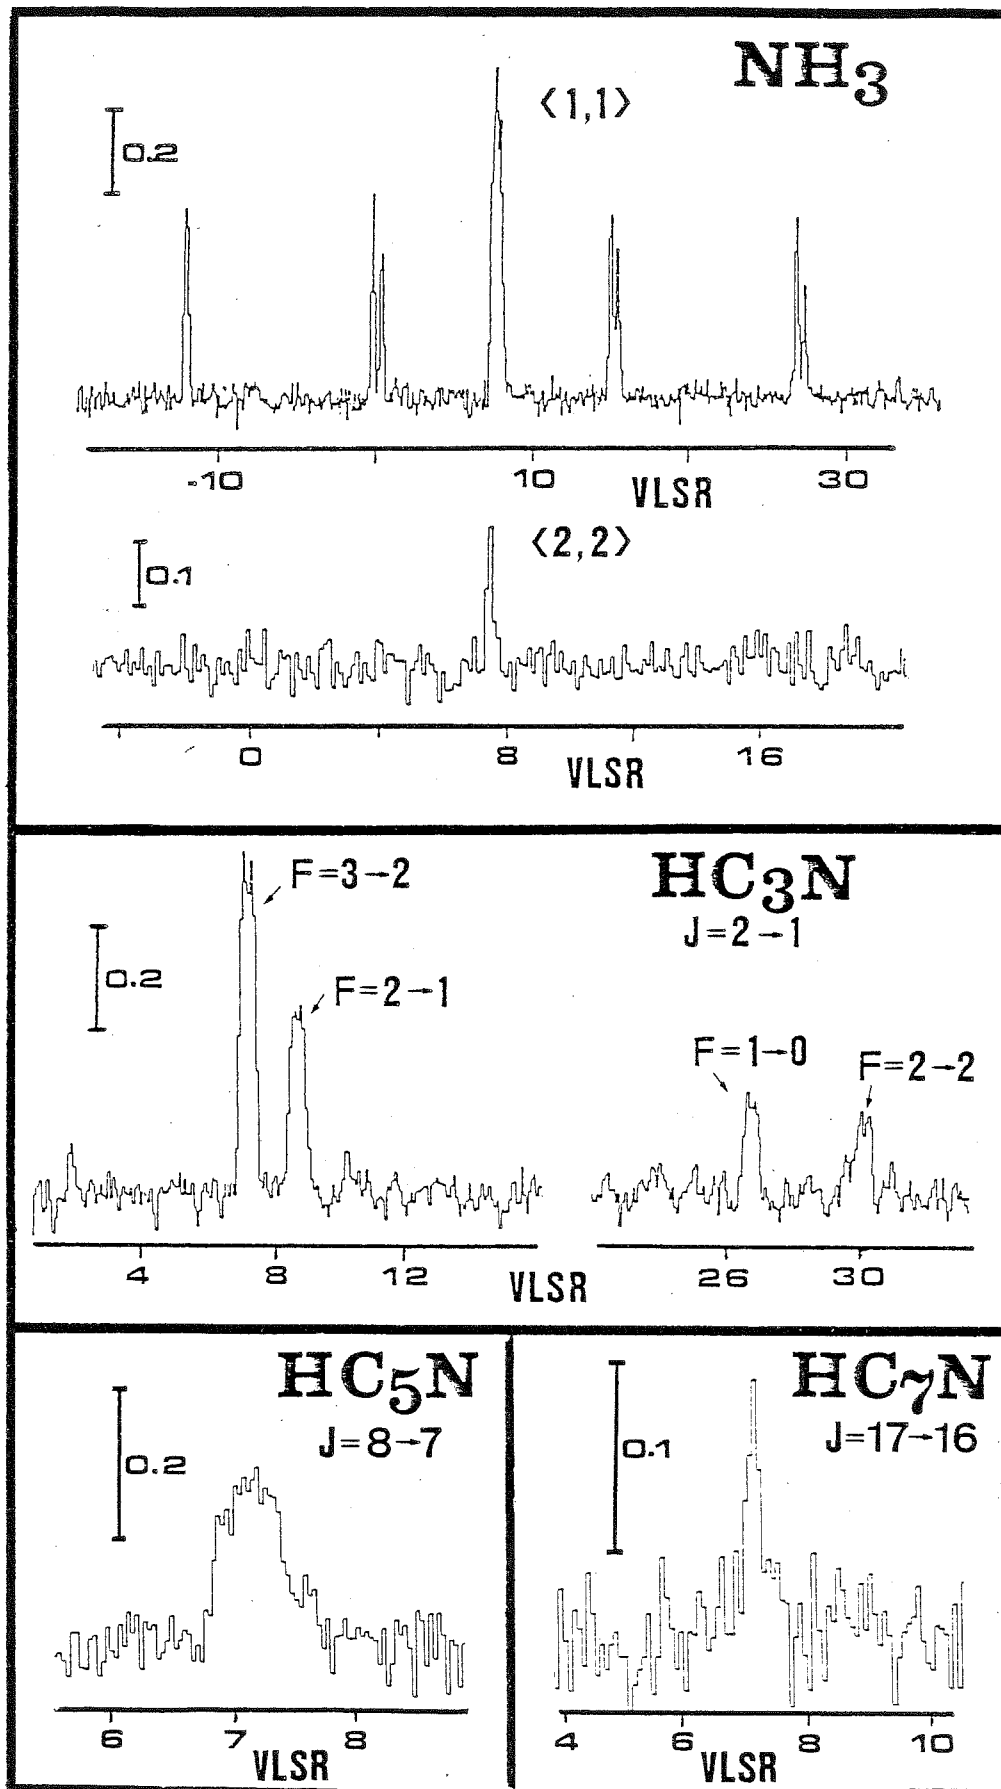 NH3
<1,1>
0.2
-10 10 30
VLSR
<2,2>
0.1
0 8 16
VLSR
HC3N
J=2→1
F=3→2
0.2
F=2→1
F=1→0
F=2→2
4 8 12 26 30
VLSR
HC5N
J=8→7
0.2
6 7 8
VLSR
HC7N
J=17→16
0.1
4 6 8 10
VLSR